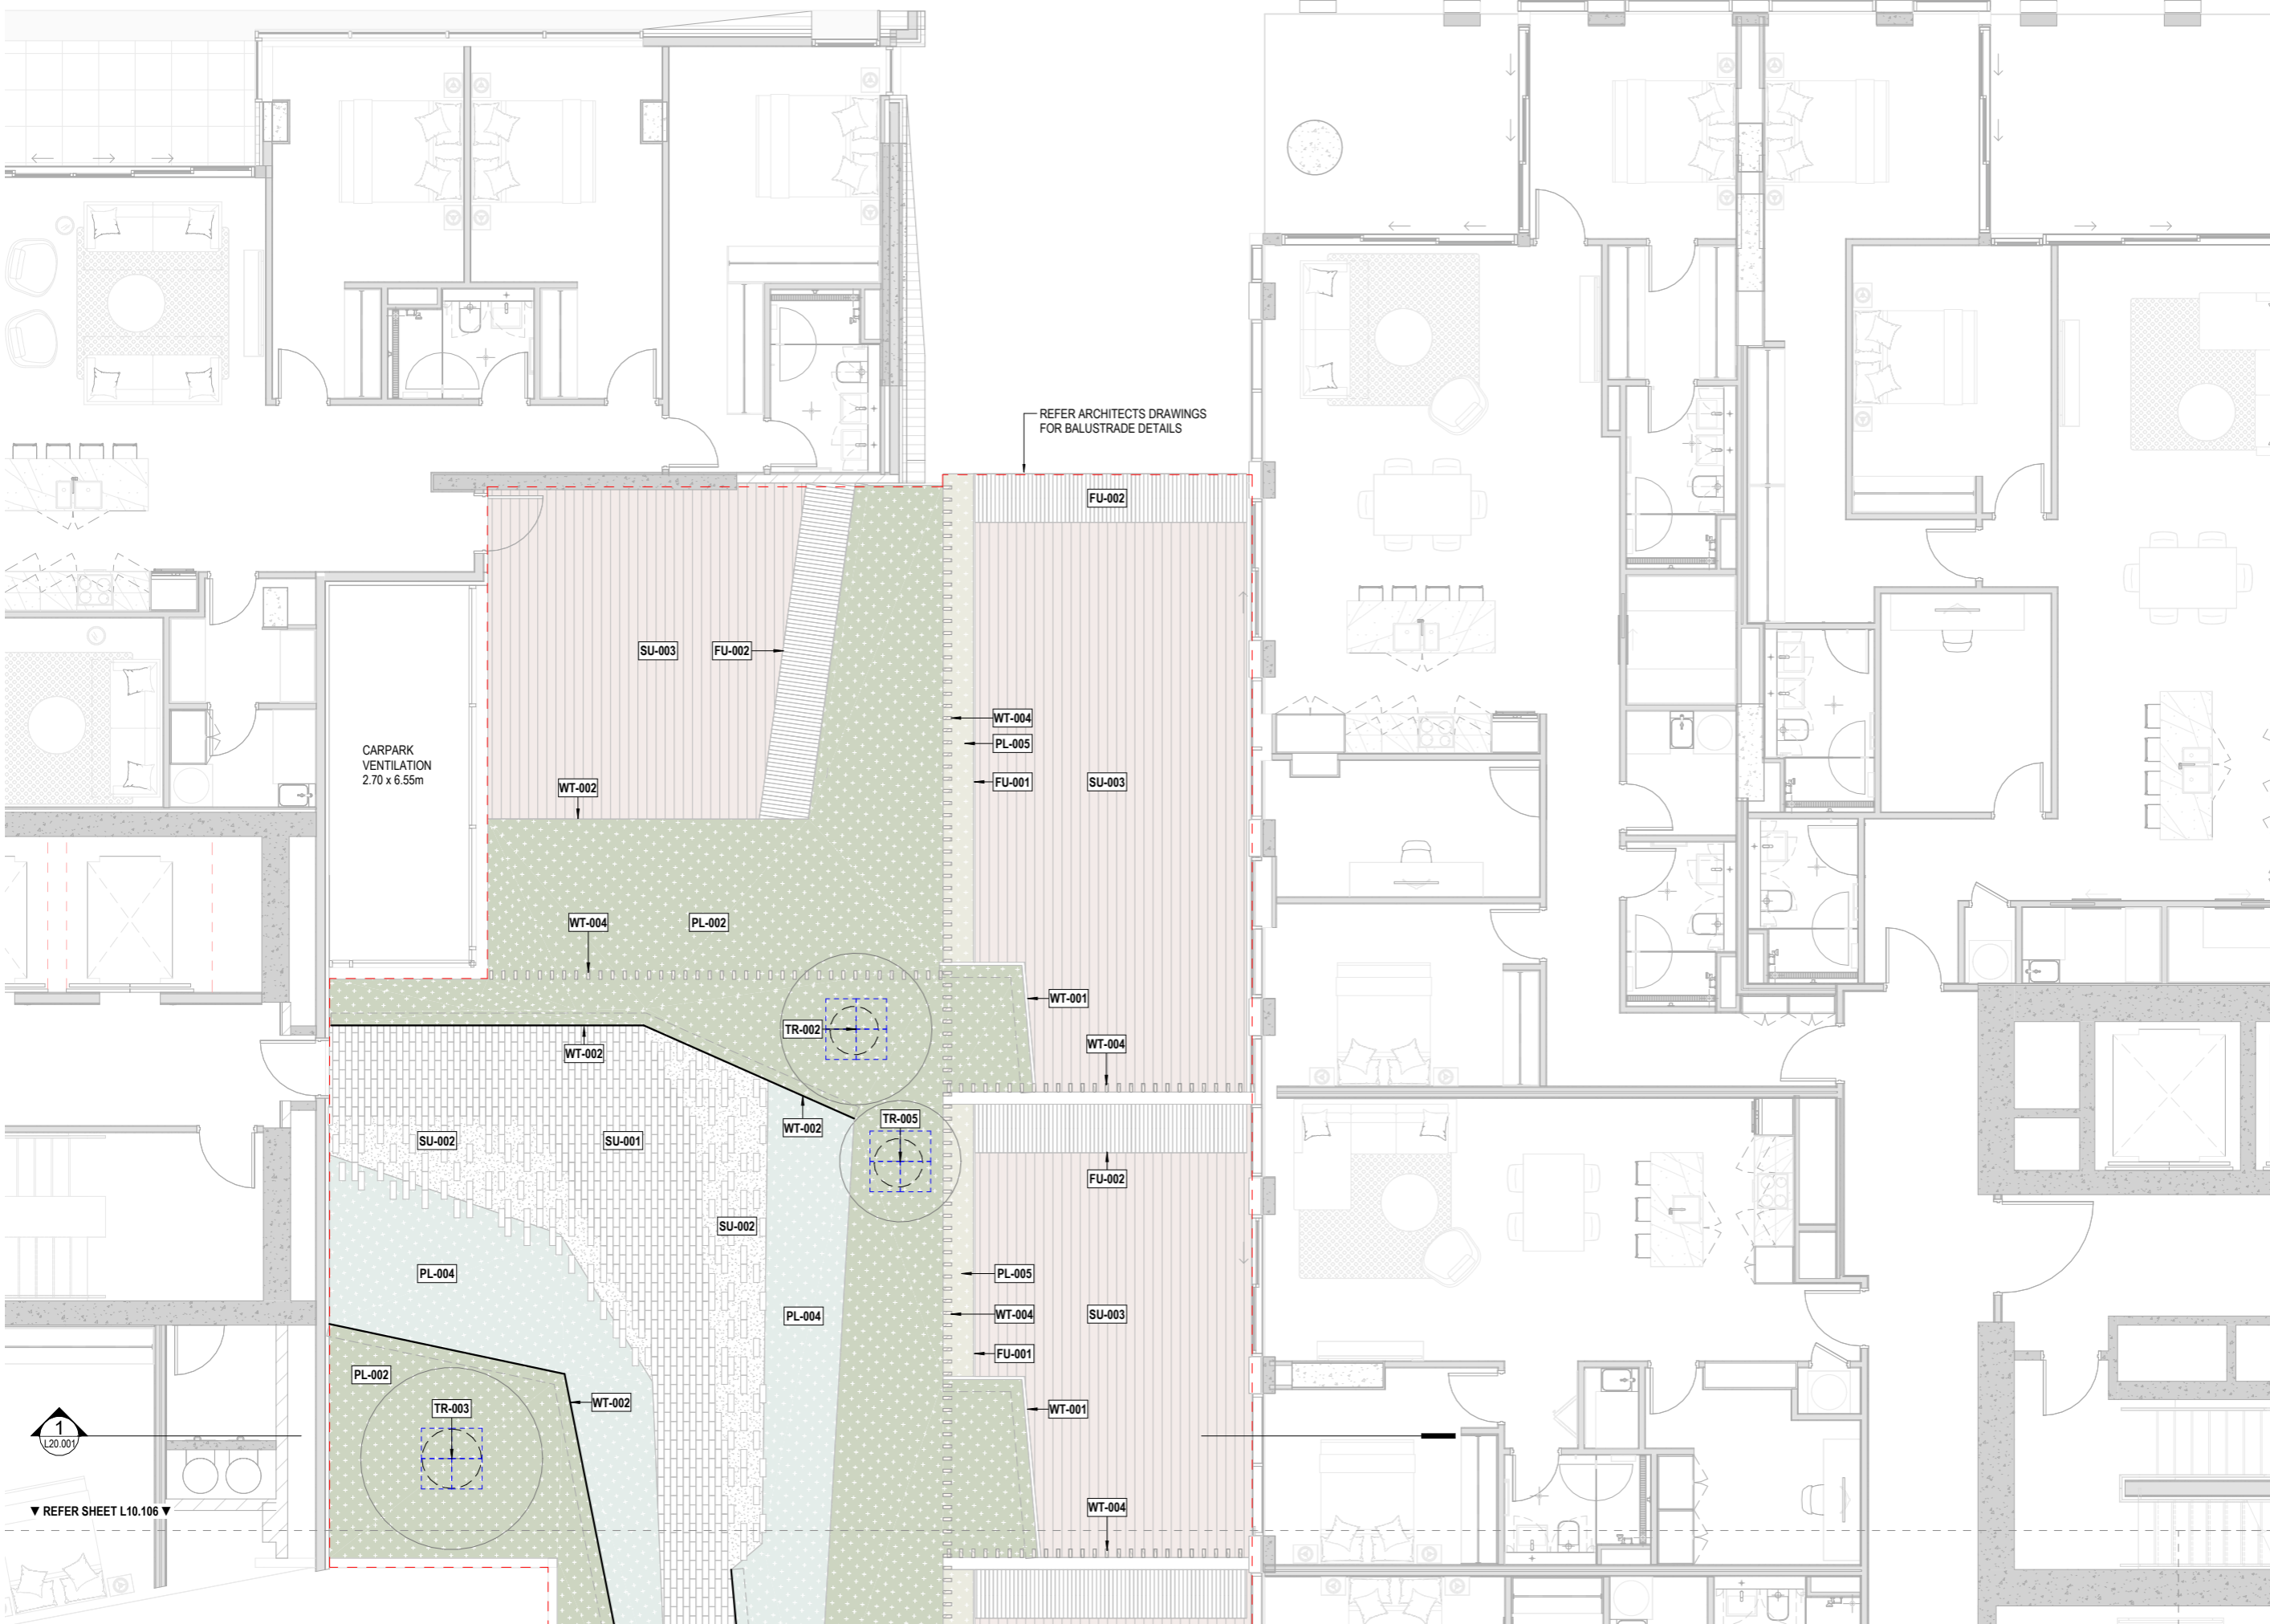 REFER ARCHITECTS DRAWINGS
FOR BALUSTRADE DETAILS
FU-002
SU-003
FU-002
WT-004
PL-005
CARPARK
VENTILATION
2.70 x 6.55m
FU-001
SU-003
WT-002
WT-004
PL-002
WT-001
TR-002
WT-004
WT-002
TR-005
WT-002
SU-002
SU-001
FU-002
SU-002
PL-004
PL-005
PL-004
WT-004
SU-003
FU-001
PL-002
WT-002
TR-003
WT-001
1
L20.001
WT-004
▼ REFER SHEET L10.106 ▼